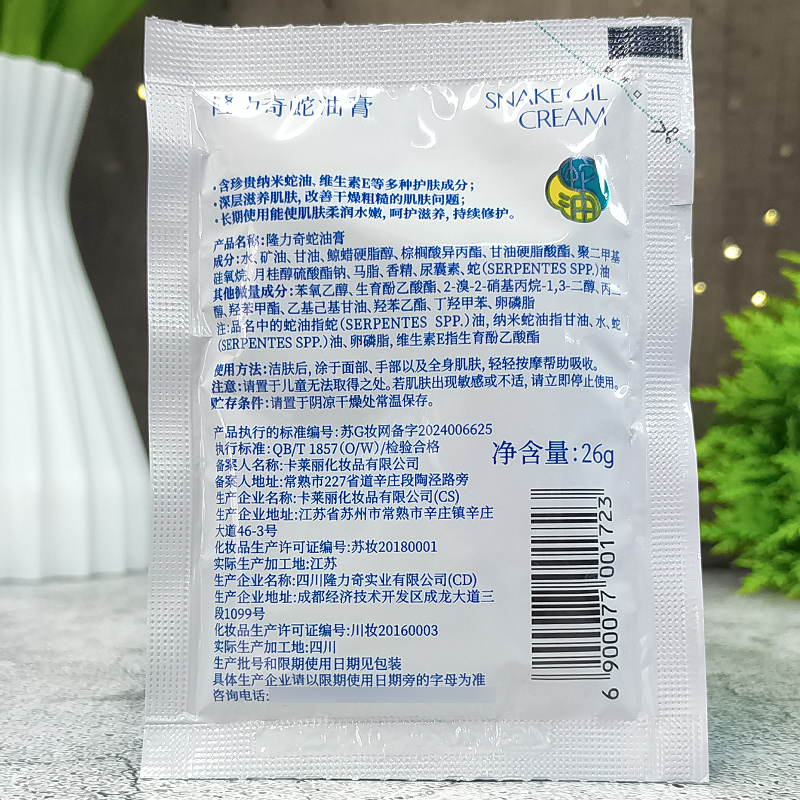 隆力奇蛇油膏
SNAKE OIL
CREAM
开口
·含珍贵纳米蛇油、维生素E等多种护肤成分；
·深层滋养肌肤，改善干燥粗糙的肌肤问题；
·长期使用能使肌肤柔润水嫩，呵护滋养，持续修护。
产品名称：隆力奇蛇油膏
成分：水、矿油、甘油、鲸蜡硬脂醇、棕榈酸异丙酯、甘油硬脂酸酯、聚二甲基
硅氧烷、月桂醇硫酸酯钠、马脂、香精、尿囊素、蛇(SERPENTES SPP.)油
其他微量成分：苯氧乙醇、生育酚乙酸酯、2-溴-2-硝基丙烷-1,3-二醇、丙二
醇、羟苯甲酯、乙基己基甘油、羟苯乙酯、丁羟甲苯、卵磷脂
注：品名中的蛇油指蛇(SERPENTES SPP.)油，纳米蛇油指甘油、水、蛇
(SERPENTES SPP.)油、卵磷脂，维生素E指生育酚乙酸酯
使用方法：洁肤后，涂于面部、手部以及全身肌肤，轻轻按摩帮助吸收。
注意：请置于儿童无法取得之处。若肌肤出现敏感或不适，请立即停止使用。
贮存条件：请置于阴凉干燥处常温保存。
产品执行的标准编号：苏G妆网备字2024006625
执行标准：QB/T 1857(O/W)/检验合格
净含量：26g
备案人名称：卡莱丽化妆品有限公司
备案人地址：常熟市227省道辛庄段陶泾路旁
生产企业名称：卡莱丽化妆品有限公司(CS)
生产企业地址：江苏省苏州市常熟市辛庄镇辛庄
大道46-3号
化妆品生产许可证编号：苏妆20180001
实际生产加工地：江苏
生产企业名称：四川隆力奇实业有限公司(CD)
生产企业地址：成都经济技术开发区成龙大道三
段1099号
化妆品生产许可证编号：川妆20160003
实际生产加工地：四川
生产批号和限期使用日期见包装
具体生产企业请以限期使用日期旁的字母为准
咨询电话：
6 900077 001723